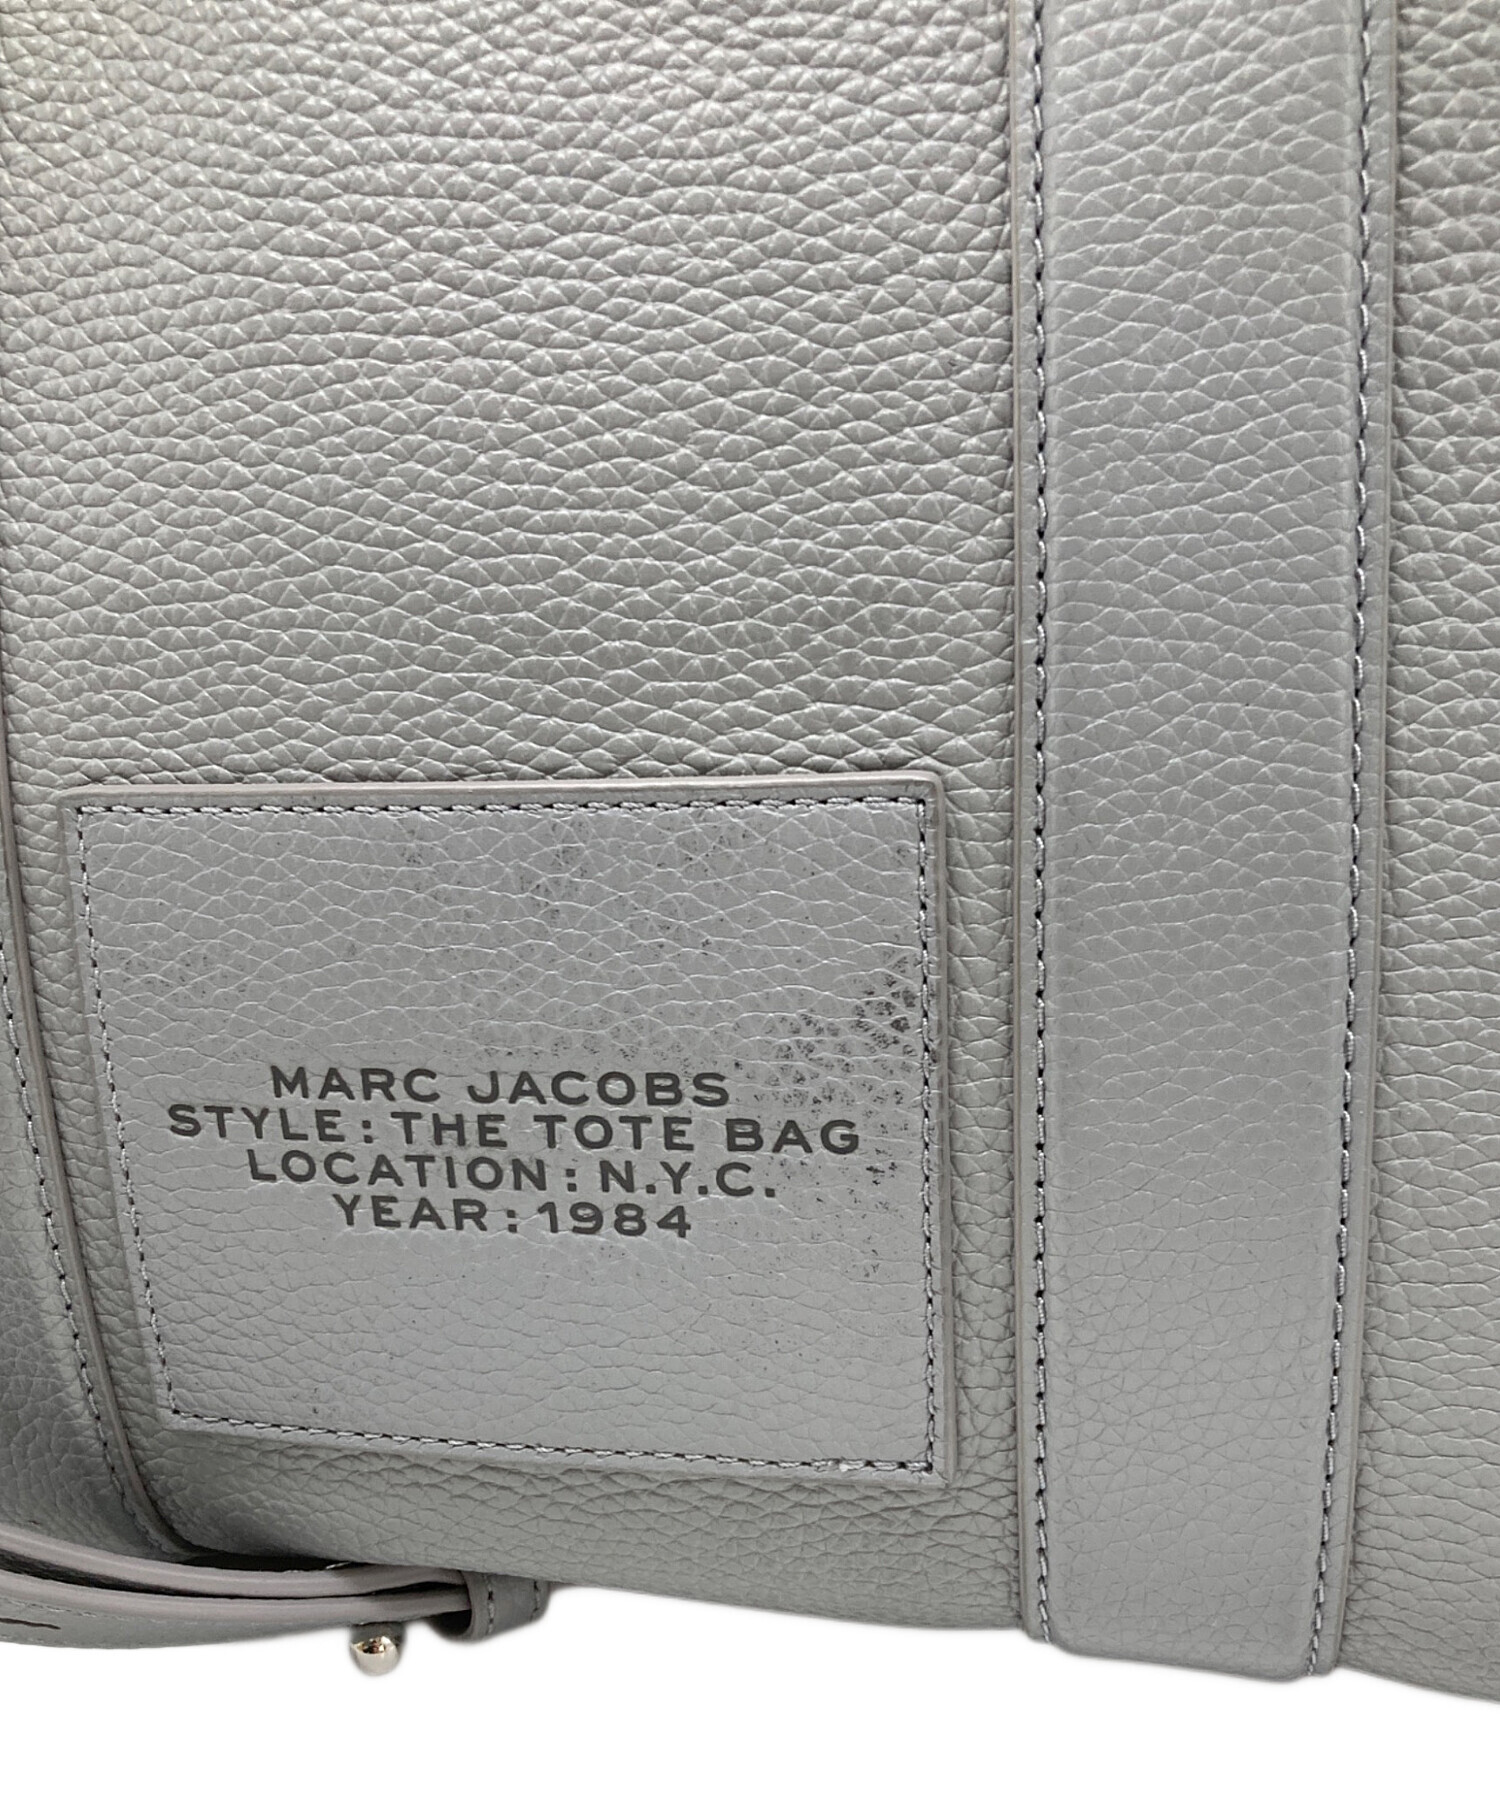 MARC JACOBS
STYLE: THE TOTE BAG
LOCATION: N.Y.C.
YEAR: 1984